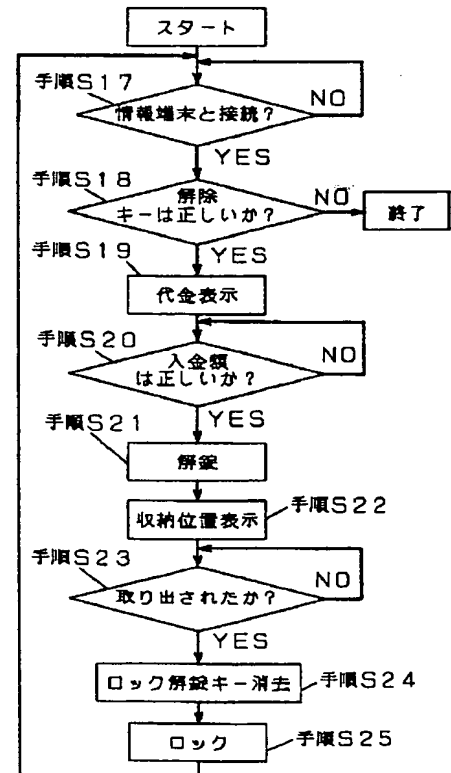 スタート
手順S17
情報端末と接続？
NO
YES
手順S18
解除
キーは正しいか？
NO
終了
YES
手順S19
代金表示
手順S20
入金額
は正しいか？
NO
YES
手順S21
解錠
収納位置表示
手順S22
手順S23
取り出されたか？
NO
YES
ロック解錠キー消去
手順S24
ロック
手順S25